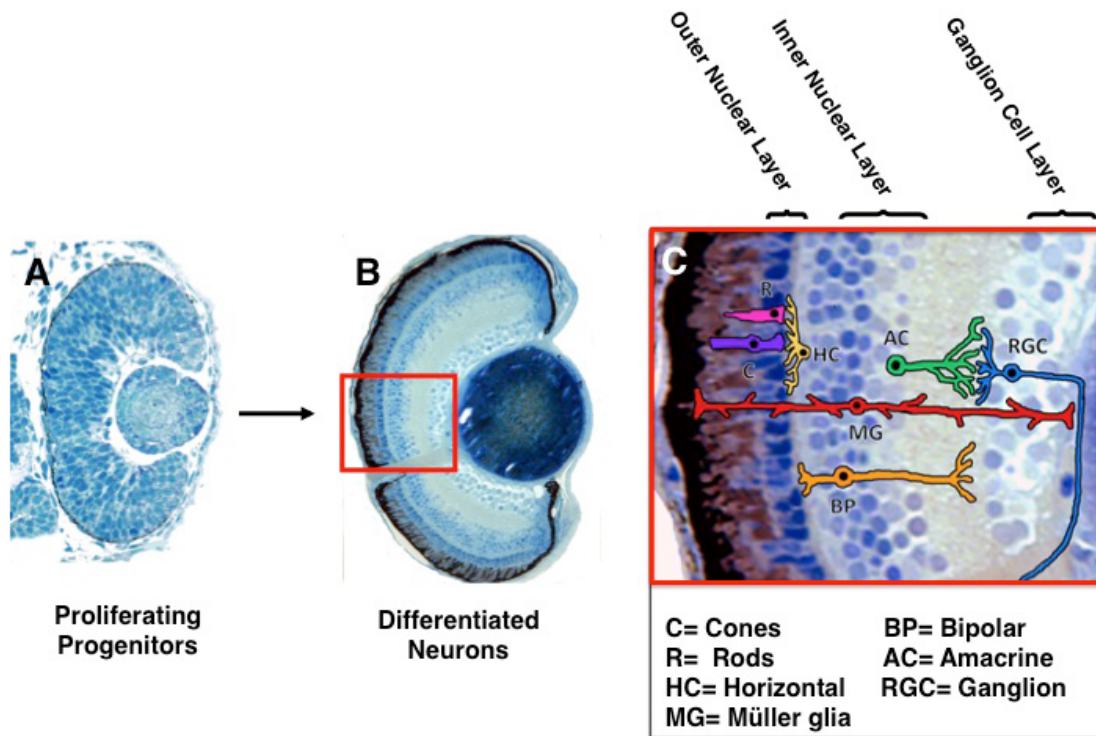 Outer Nuclear Layer
Inner Nuclear Layer
Ganglion Cell Layer
A
B
C
R
C
HC
AC
RGC
MG
BP
Proliferating
Progenitors
Differentiated
Neurons
C= Cones
BP= Bipolar
R= Rods
AC= Amacrine
HC= Horizontal
RGC= Ganglion
MG= Müller glia